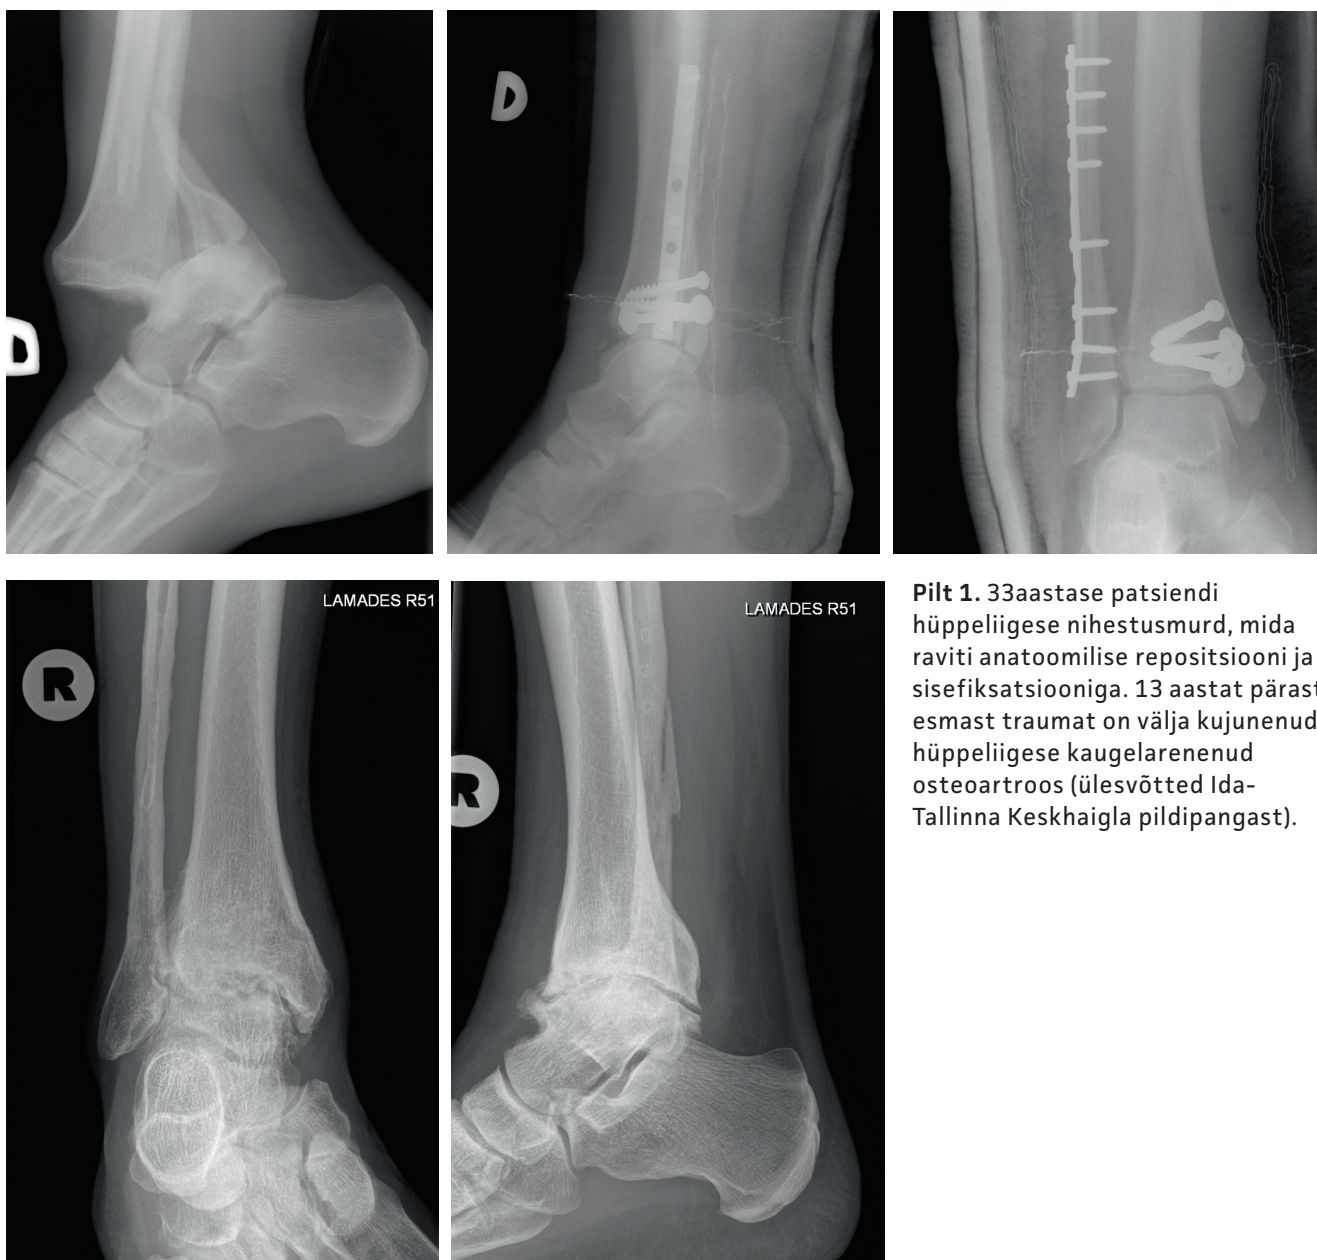 D
D
LAMADES R51
R
LAMADES R51
R
Pilt 1. 33aastase patsiendi
hüppeliigese nihestusmurd, mida
raviti anatoomilise repositsiooni ja
sisefiksatsiooniga. 13 aastat pärast
esmast traumat on välja kujunenud
hüppeliigese kaugelarenenud
osteoartroos (ülesvõtted Ida-
Tallinna Keskhaigla pildipangast).